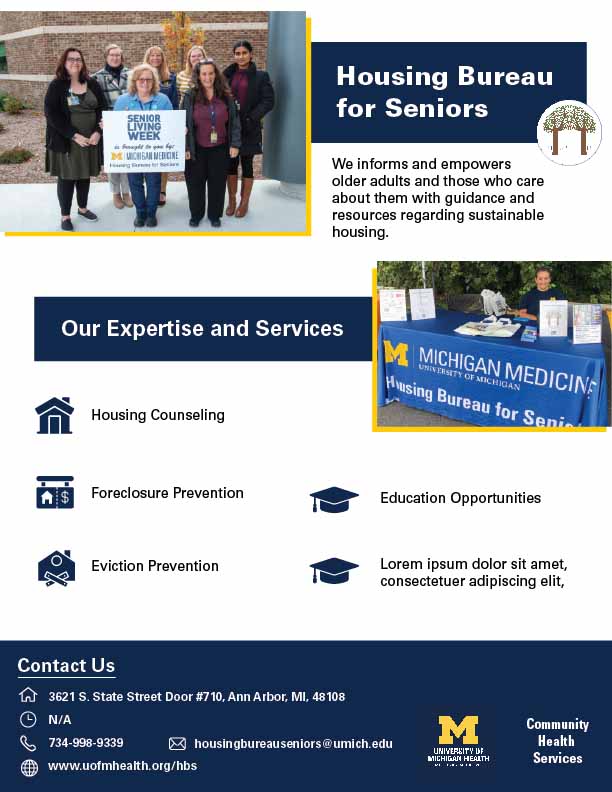 SENIOR
LIVING
WEEK
is brought to you by:
M | MICHIGAN MEDICINE
Housing Bureau for Seniors
Housing Bureau
for Seniors
We informs and empowers
older adults and those who care
about them with guidance and
resources regarding sustainable
housing.
Our Expertise and Services
M | MICHIGAN MEDICINE
UNIVERSITY OF MICHIGAN
Housing Bureau for Seniors
Housing Counseling
$
Foreclosure Prevention
Education Opportunities
Eviction Prevention
Lorem ipsum dolor sit amet,
consectetuer adipiscing elit,
Contact Us
3621 S. State Street Door #710, Ann Arbor, MI, 48108
N/A
734-998-9339
housingbureauseniors@umich.edu
www.uofmhealth.org/hbs
M
UNIVERSITY OF
MICHIGAN HEALTH
Community
Health
Services